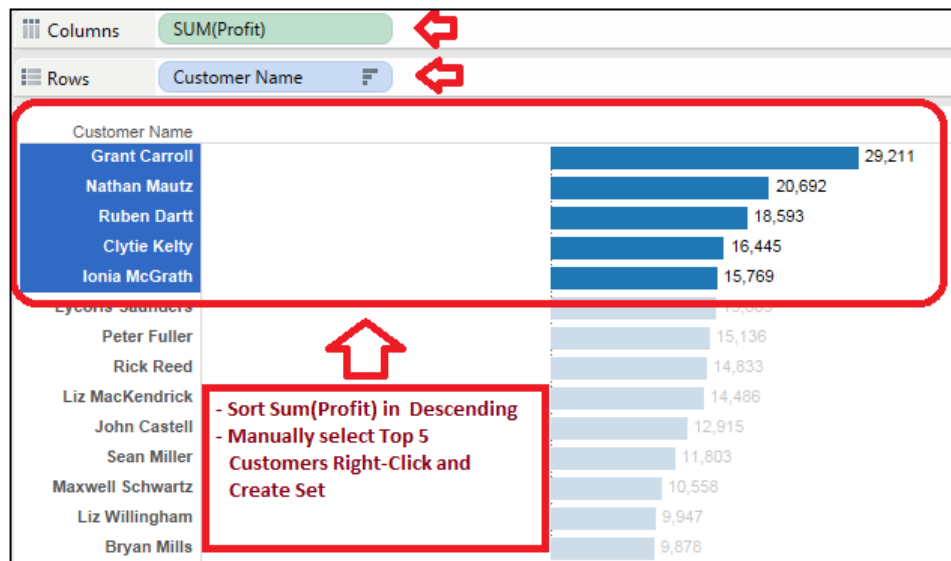 Columns SUM(Profit)
Rows Customer Name
Customer Name
Grant Carroll 29,211
Nathan Mautz 20,692
Ruben Dartt 18,593
Clytie Kelty 16,445
Ionia McGrath 15,769
Lycoris Saunders
Peter Fuller 15,136
Rick Reed 14,833
Liz MacKendrick 14,486
John Castell 12,915
Sean Miller 11,803
Maxwell Schwartz 10,558
Liz Willingham 9,947
Bryan Mills 9,878
- Sort Sum(Profit) in Descending
- Manually select Top 5
Customers Right-Click and
Create Set